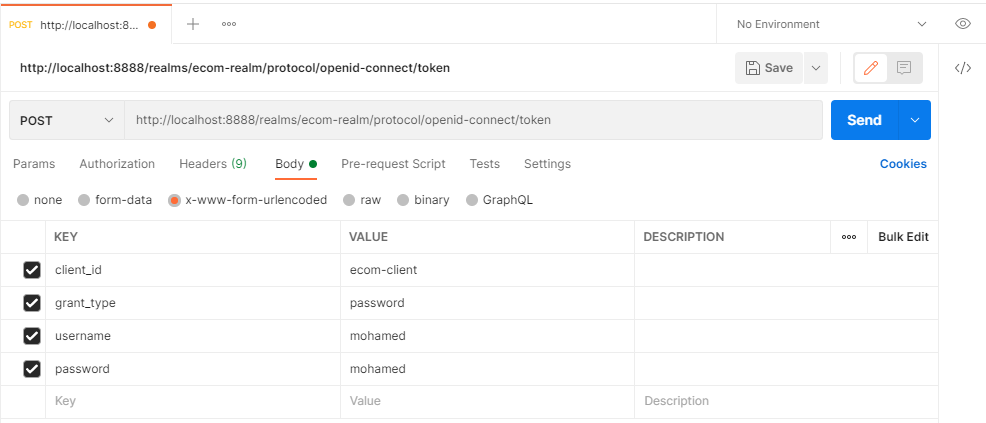 POST http://localhost:8... No Environment
http://localhost:8888/realms/ecom-realm/protocol/openid-connect/token Save
POST http://localhost:8888/realms/ecom-realm/protocol/openid-connect/token Send
Params Authorization Headers (9) Body Pre-request Script Tests Settings Cookies
none form-data x-www-form-urlencoded raw binary GraphQL
KEY VALUE DESCRIPTION Bulk Edit
client_id ecom-client
grant_type password
username mohamed
password mohamed
Key Value Description